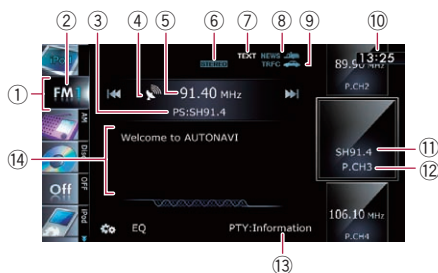 ② ③ ④ ⑤ ⑥ ⑦ ⑧ ⑨ ⑩
iPod
TEXT NEWS
STEREO TRFC
89.90 MHz
13:25
P.CH2
① FM1
91.40 MHz
PS:SH91.4
AM
Disc
OFF
iPod
Off
⑭ Welcome to AUTONAVI
SH91.4 ⑪
P.CH3 ⑫
106.10 MHz
P.CH4
EQ
PTY:Information
⑬